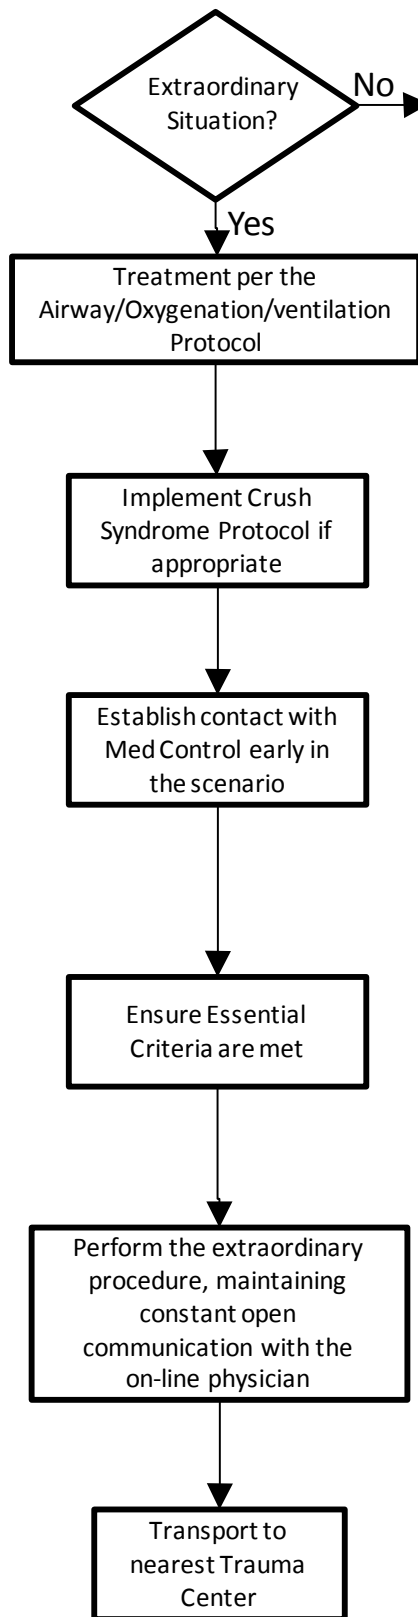 Extraordinary
Situation?
No
Yes
Treatment per the
Airway/Oxygenation/ventilation
Protocol
Implement Crush
Syndrome Protocol if
appropriate
Establish contact with
Med Control early in
the scenario
Ensure Essential
Criteria are met
Perform the extraordinary
procedure, maintaining
constant open
communication with the
on-line physician
Transport to
nearest Trauma
Center